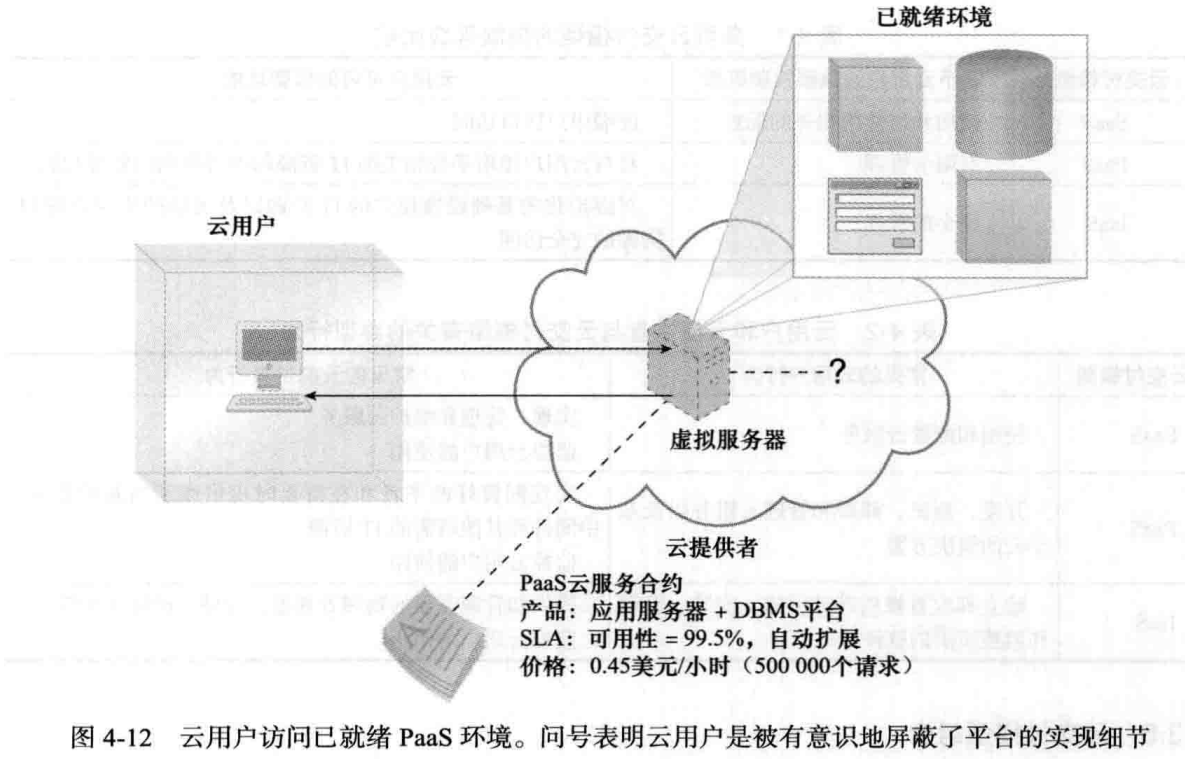 已就绪环境
云用户
?
虚拟服务器
云提供者
PaaS云服务合约
产品：应用服务器 + DBMS平台
SLA：可用性 = 99.5%，自动扩展
价格：0.45美元/小时（500 000个请求）
图 4-12 云用户访问已就绪 PaaS 环境。问号表明云用户是被有意识地屏蔽了平台的实现细节